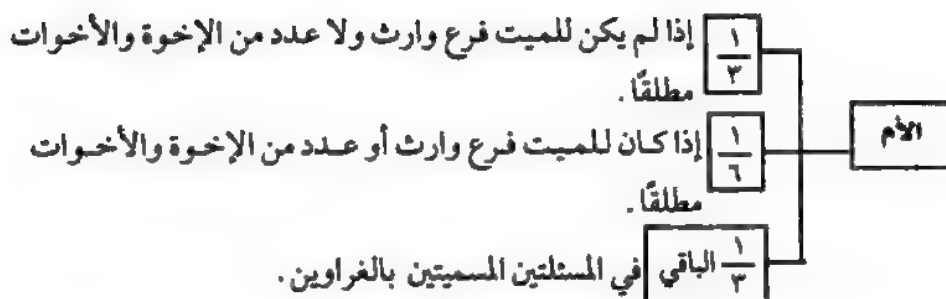 الأم
١/٣ إذا لم يكن للميت فرع وارث ولا عدد من الإخوة والأخوات
مطلقًا.
١/٦ إذا كان للميت فرع وارث أو عدد من الإخوة والأخوات
مطلقًا.
١/٣ الباقي في المسئلتين المسميتين بالغراوين.